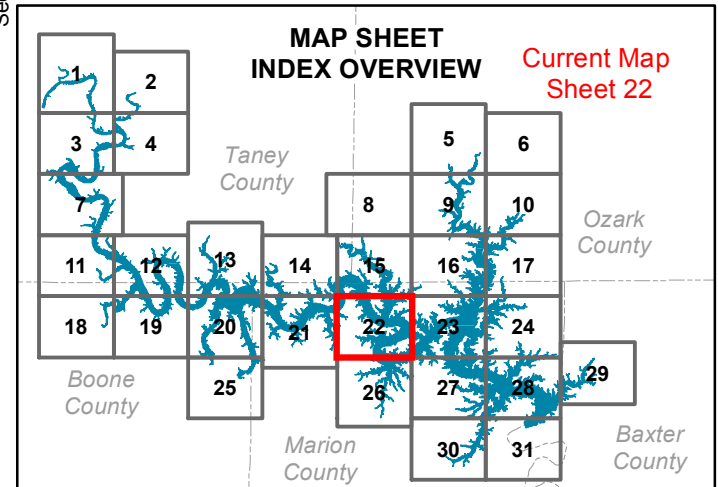 Se
MAP SHEET
INDEX OVERVIEW
Current Map
Sheet 22
1
2
3
4
5
6
Taney
County
7
8
9
10
Ozark
County
11
12
13
14
15
16
17
18
19
20
21
22
23
24
25
26
27
28
29
Boone
County
Marion
County
30
31
Baxter
County